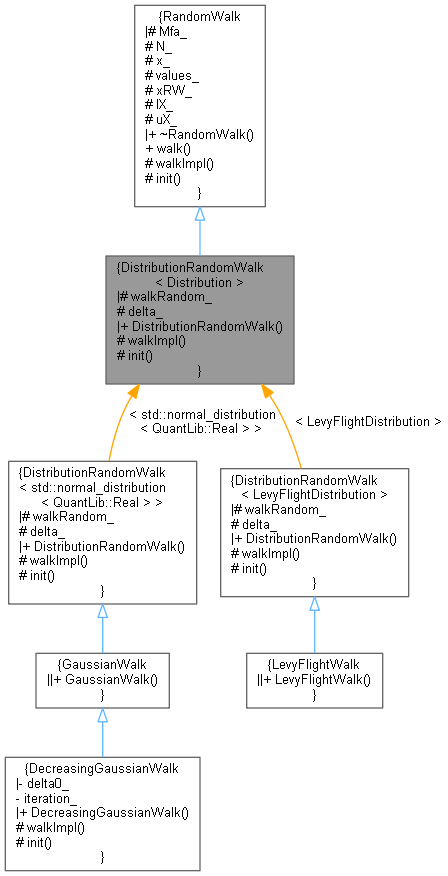 {RandomWalk
|# Mfa_
# N_
# x_
# values_
# xRW_
# lX_
# uX_
|+ ~RandomWalk()
+ walk()
# walkImpl()
# init()
}
{DistributionRandomWalk
< Distribution >
|# walkRandom_
# delta_
|+ DistributionRandomWalk()
# walkImpl()
# init()
}
< std::normal_distribution
< QuantLib::Real > >
< LevyFlightDistribution >
{DistributionRandomWalk
< std::normal_distribution
< QuantLib::Real > >
|# walkRandom_
# delta_
|+ DistributionRandomWalk()
# walkImpl()
# init()
}
{DistributionRandomWalk
< LevyFlightDistribution >
|# walkRandom_
# delta_
|+ DistributionRandomWalk()
# walkImpl()
# init()
}
{GaussianWalk
||+ GaussianWalk()
}
{LevyFlightWalk
||+ LevyFlightWalk()
}
{DecreasingGaussianWalk
|- delta0_
- iteration_
|+ DecreasingGaussianWalk()
# walkImpl()
# init()
}